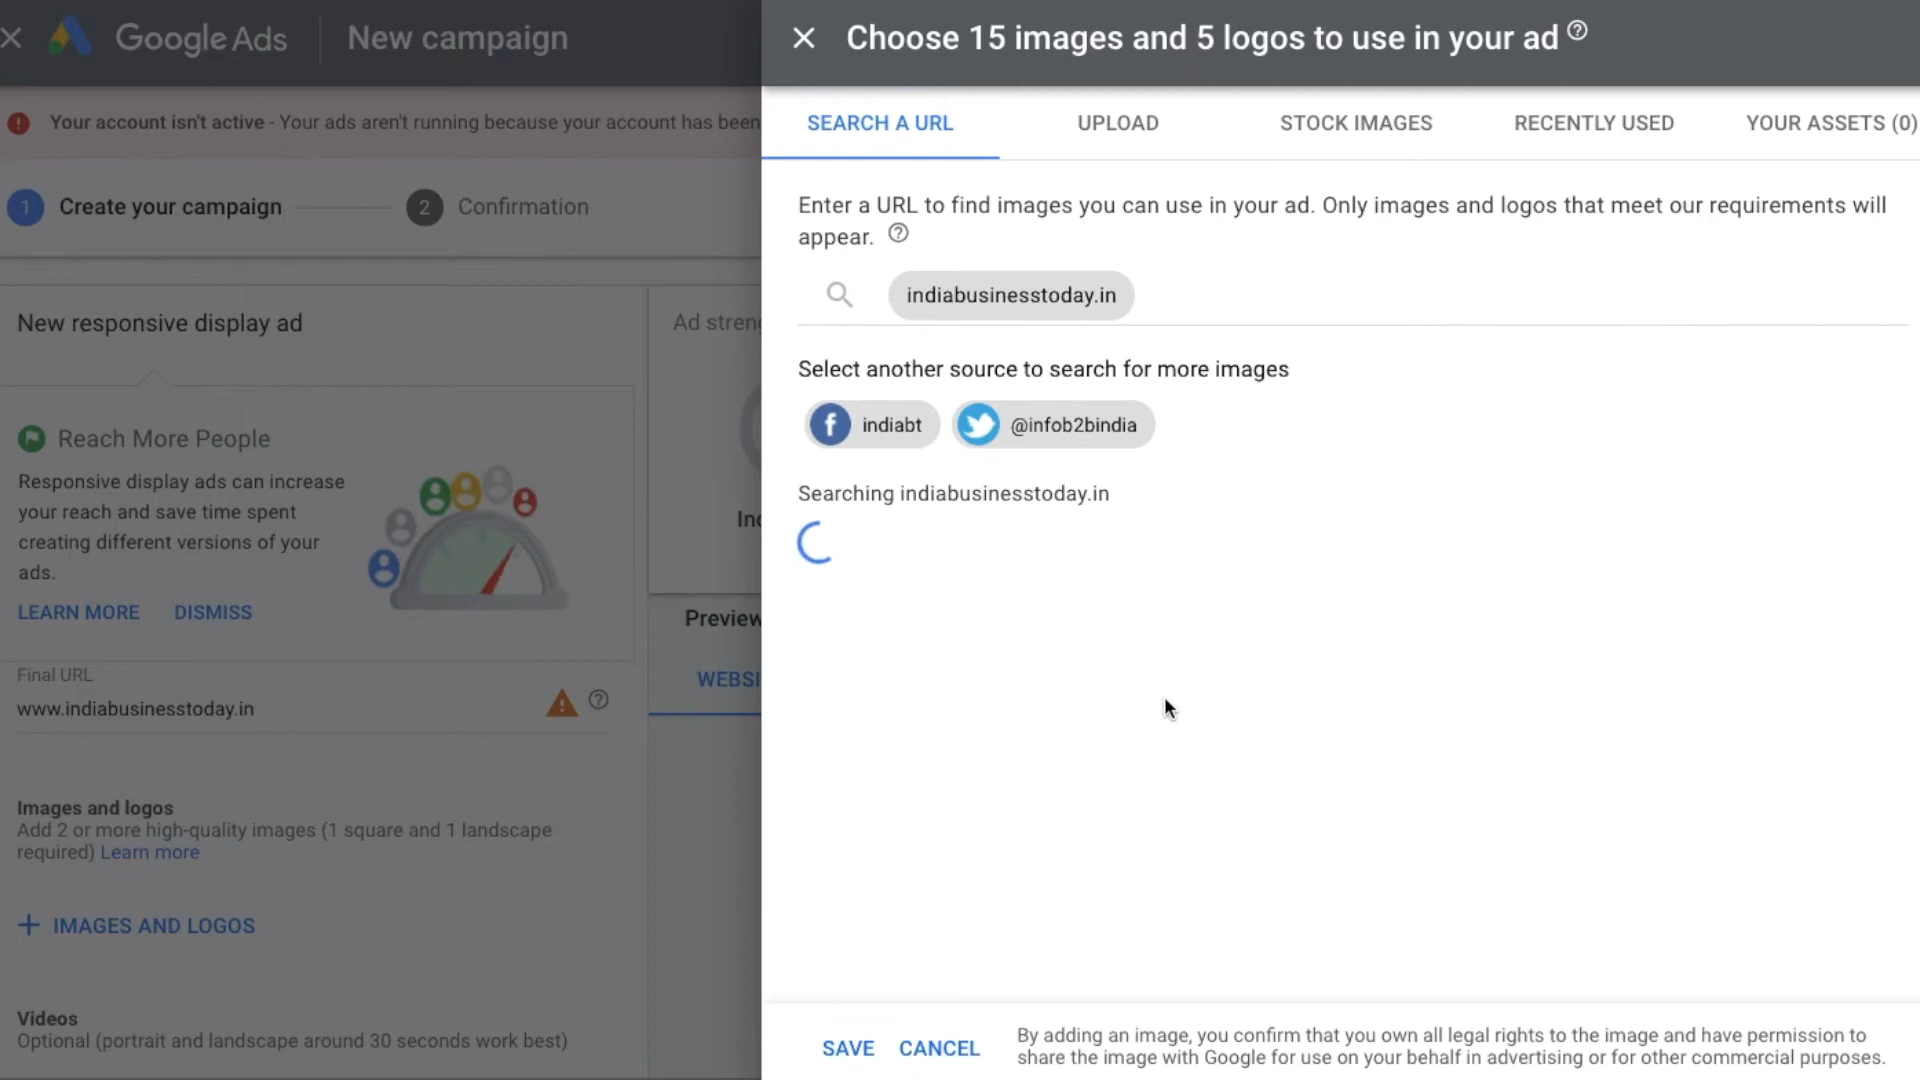 Google Ads
New campaign
Your account isn't active - Your ads aren't running because your account has been
1 Create your campaign
2 Confirmation
New responsive display ad
Ad stren
Reach More People
Responsive display ads can increase
your reach and save time spent
creating different versions of your
ads.
LEARN MORE DISMISS
Final URL
www.indiabusinesstoday.in
Preview
WEBSI
Images and logos
Add 2 or more high-quality images (1 square and 1 landscape
required) Learn more
+ IMAGES AND LOGOS
Videos
Optional (portrait and landscape around 30 seconds work best)
Choose 15 images and 5 logos to use in your ad
SEARCH A URL UPLOAD STOCK IMAGES RECENTLY USED YOUR ASSETS (0)
Enter a URL to find images you can use in your ad. Only images and logos that meet our requirements will
appear.
indiabusinesstoday.in
Select another source to search for more images
indiabt @infob2bindia
Searching indiabusinesstoday.in
SAVE CANCEL
By adding an image, you confirm that you own all legal rights to the image and have permission to
share the image with Google for use on your behalf in advertising or for other commercial purposes.